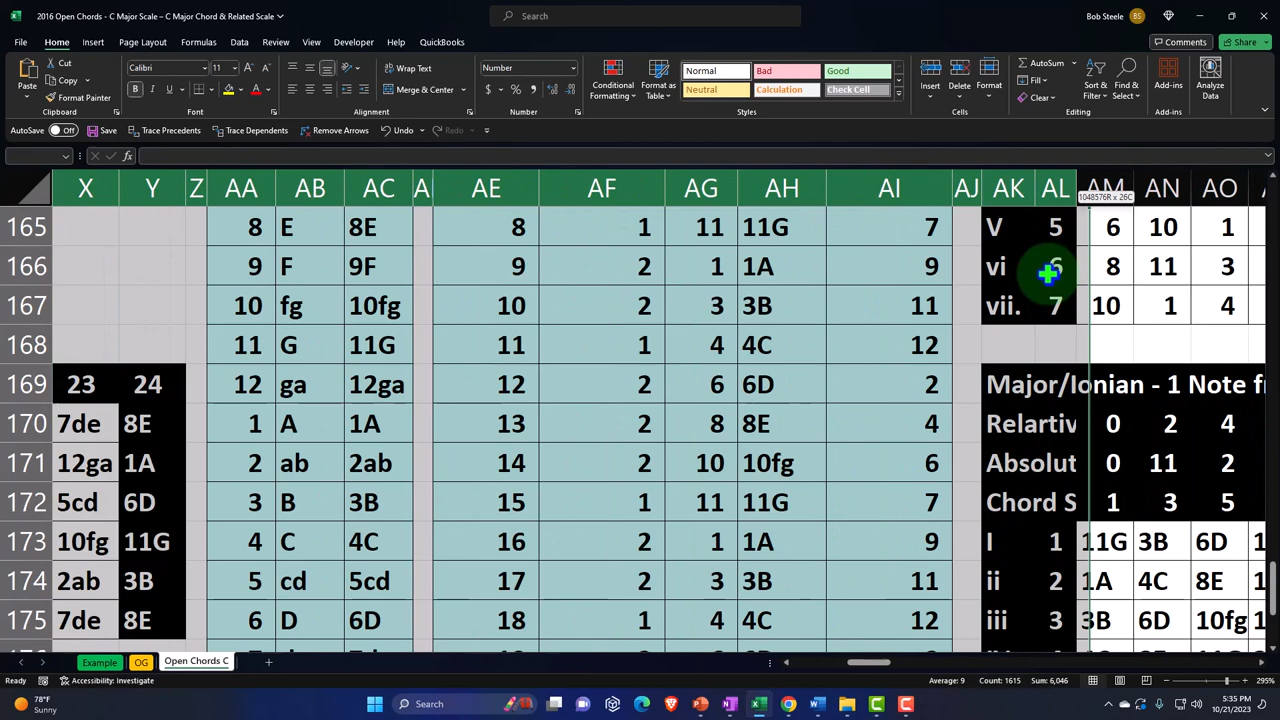 2016 Open Chords - C Major Scale – C Major Chord & Related Scale
Search
Bob Steele
BS
File Home Insert Page Layout Formulas Data Review View Developer Help QuickBooks
Comments Share
Cut
Copy
Paste
Format Painter
Clipboard
Calibri 11
Font
Wrap Text
Merge & Center
Alignment
Number
Number
Conditional Formatting
Format as Table
Normal Bad Good
Neutral Calculation Check Cell
Styles
Insert Delete Format
Cells
AutoSum
Fill
Clear
Sort & Filter
Find & Select
Editing
Add-ins
Add-ins
Analyze Data
AutoSave Off Save Trace Precedents Trace Dependents Remove Arrows Undo Redo
X Y Z AA AB AC A AE AF AG AH AI AJ AK AL AM AN AO
1048576R x 26C
165 8 E 8E 8 1 11 11G 7 V 5 6 10 1
166 9 F 9F 9 2 1 1A 9 vi 6 8 11 3
167 10 fg 10fg 10 2 3 3B 11 vii. 7 10 1 4
168 11 G 11G 11 1 4 4C 12
169 23 24 12 ga 12ga 12 2 6 6D 2 Major/Ionian - 1 Note f
170 7de 8E 1 A 1A 13 2 8 8E 4 Relartiv 0 2 4
171 12ga 1A 2 ab 2ab 14 2 10 10fg 6 Absolut 0 11 2
172 5cd 6D 3 B 3B 15 1 11 11G 7 Chord S 1 3 5
173 10fg 11G 4 C 4C 16 2 1 1A 9 I 1 11G 3B 6D
174 2ab 3B 5 cd 5cd 17 2 3 3B 11 ii 2 1A 4C 8E
175 7de 8E 6 D 6D 18 1 4 4C 12 iii 3 3B 6D 10fg
Example OG Open Chords C
Ready Accessibility: Investigate Average: 9 Count: 1615 Sum: 6,046 295%
78°F
Sunny
Search
5:35 PM
10/21/2023